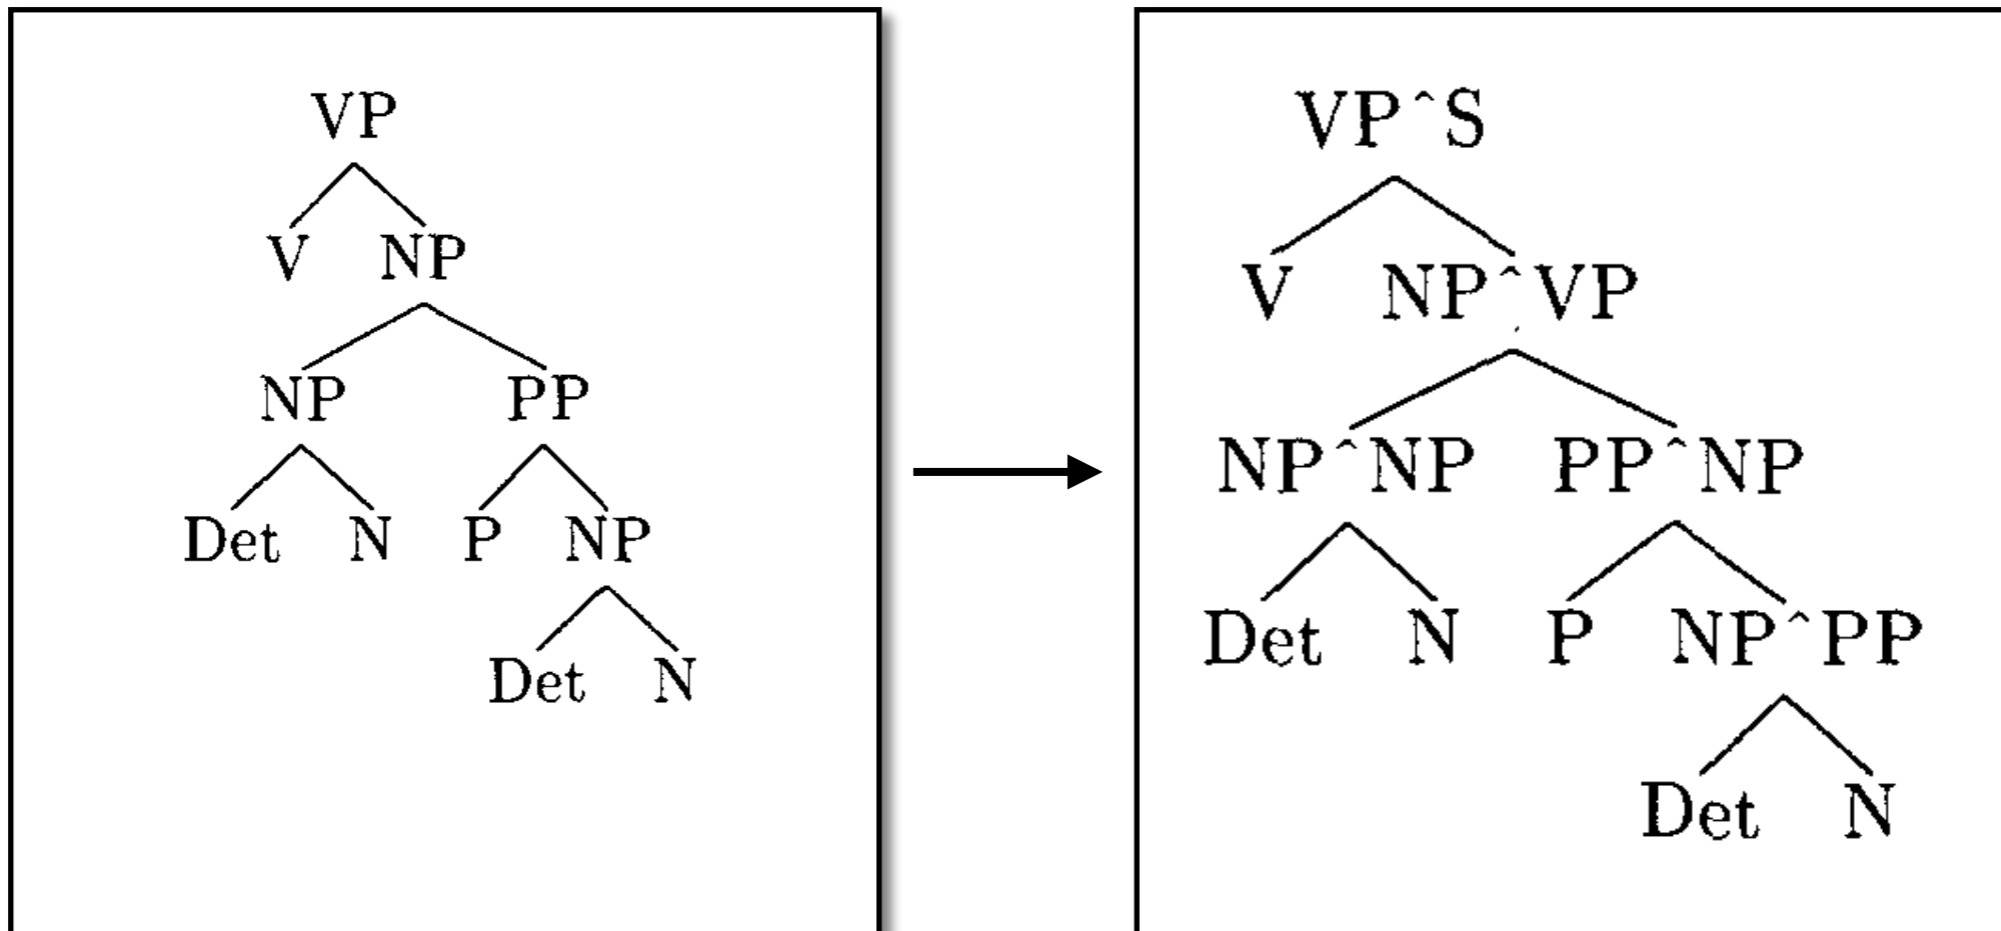 VP
V NP
NP PP
Det N P NP
Det N
VP^S
V NP^VP
NP^NP PP^NP
Det N P NP^PP
Det N